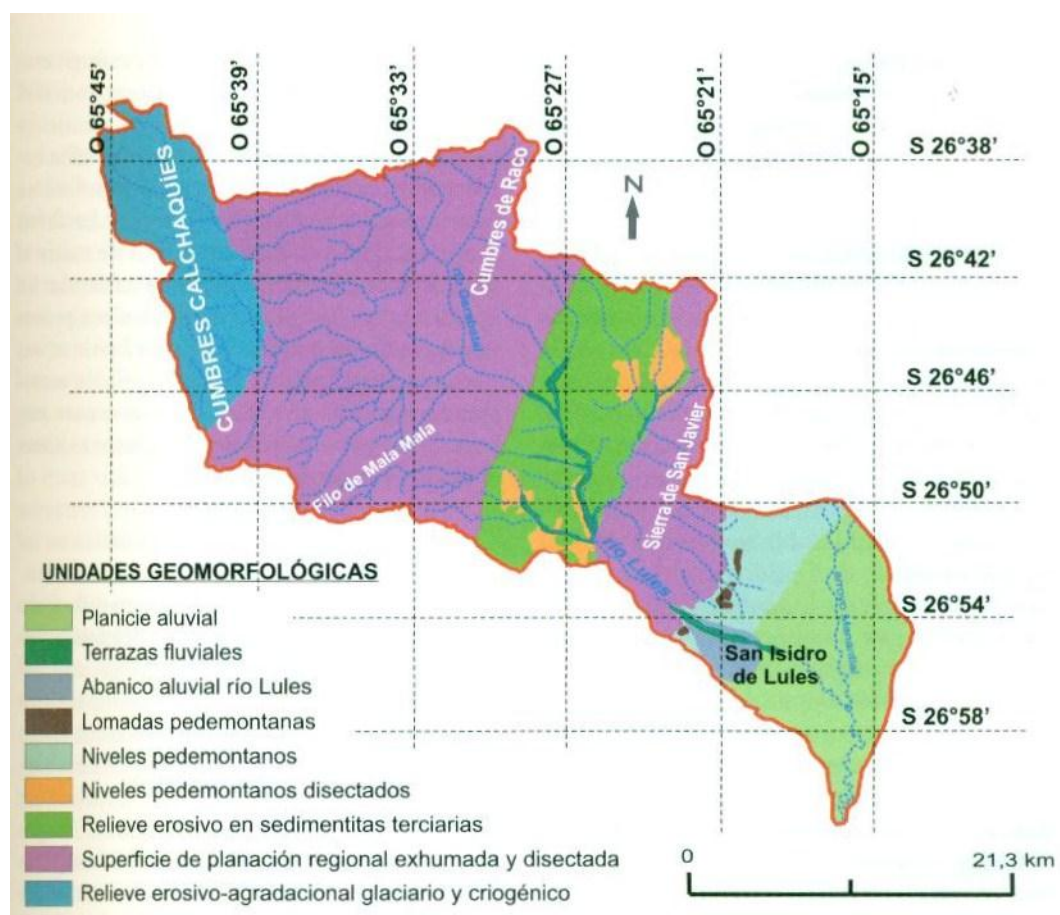 O 65°45'
O 65°39'
O 65°33'
O 65°27'
O 65°21'
O 65°15'
S 26°38'
N
Cumbres de Raco
CUMBRES CALCHAQUÍES
S 26°42'
S 26°46'
Filo de Mala Mala
Sierra de San Javier
S 26°50'
río Lules
arroyo Manantial
S 26°54'
San Isidro
de Lules
S 26°58'
UNIDADES GEOMORFOLÓGICAS
Planicie aluvial
Terrazas fluviales
Abanico aluvial río Lules
Lomadas pedemontanas
Niveles pedemontanos
Niveles pedemontanos disectados
Relieve erosivo en sedimentitas terciarias
Superficie de planación regional exhumada y disectada
Relieve erosivo-agradacional glaciario y criogénico
0
21,3 km